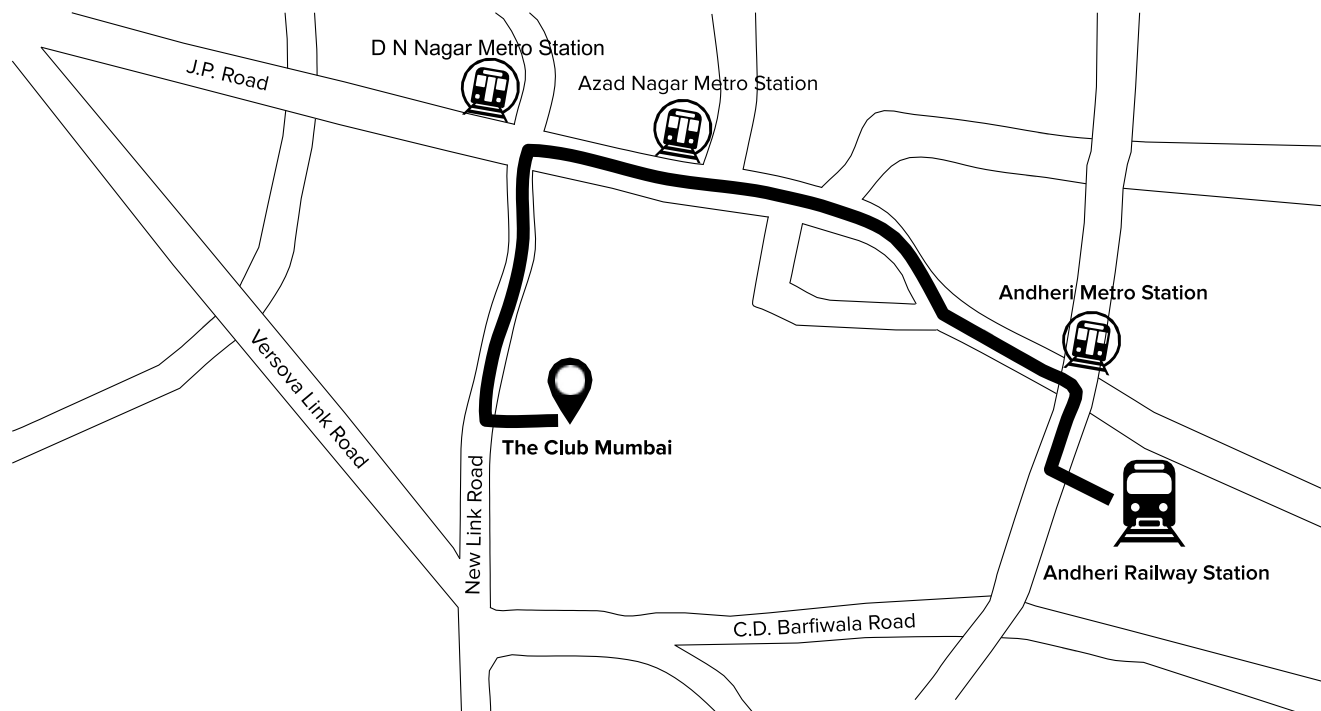 D N Nagar Metro Station
J.P. Road
Azad Nagar Metro Station
Andheri Metro Station
Versova Link Road
The Club Mumbai
New Link Road
Andheri Railway Station
C.D. Barfiwala Road